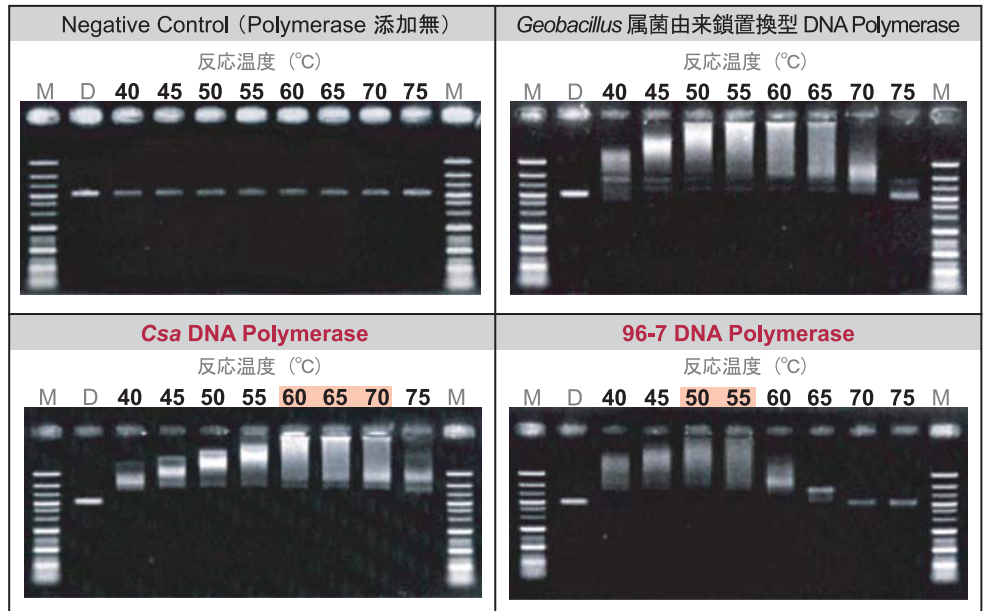 Negative Control（Polymerase 添加無）
反応温度（℃）
M D 40 45 50 55 60 65 70 75 M
Geobacillus 属菌由来鎖置換型 DNA Polymerase
反応温度（℃）
M D 40 45 50 55 60 65 70 75 M
Csa DNA Polymerase
反応温度（℃）
M D 40 45 50 55 60 65 70 75 M
96-7 DNA Polymerase
反応温度（℃）
M D 40 45 50 55 60 65 70 75 M